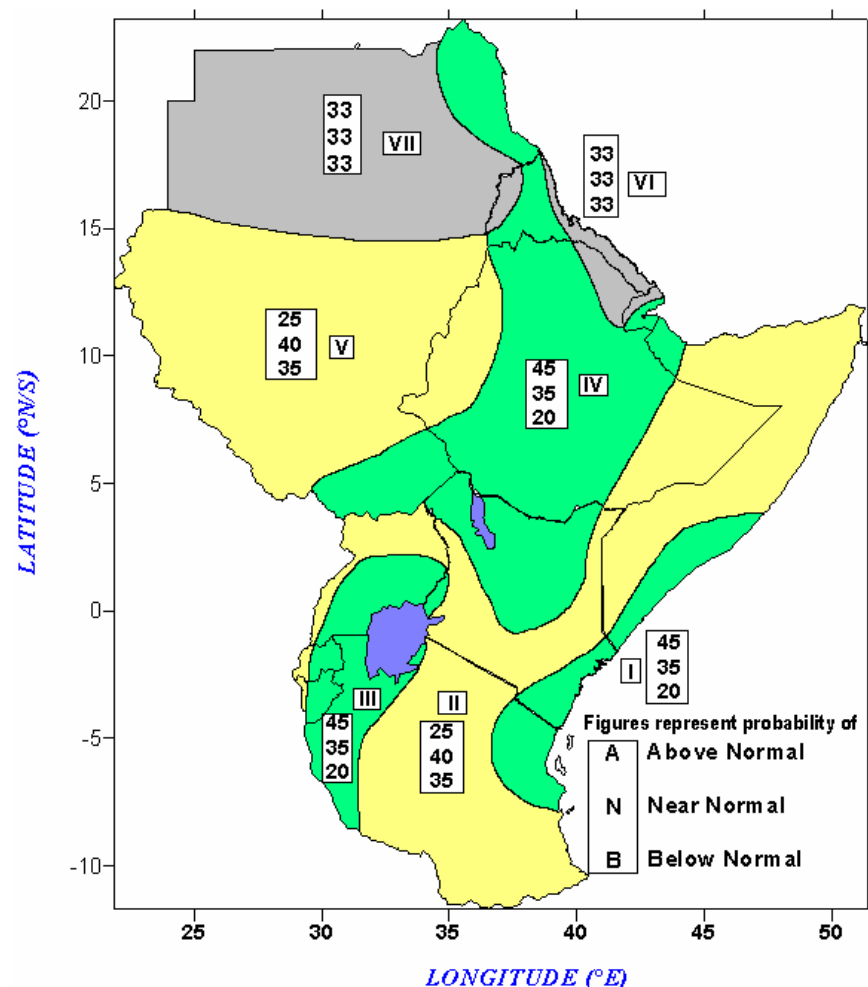 20
15
10
5
0
-5
-10
LATITUDE (°N/S)
33
33
33
VII
33
33
33
VI
25
40
35
V
45
35
20
IV
I
45
35
20
III
45
35
20
II
25
40
35
Figures represent probability of
A Above Normal
N Near Normal
B Below Normal
25 30 35 40 45 50
LONGITUDE (°E)